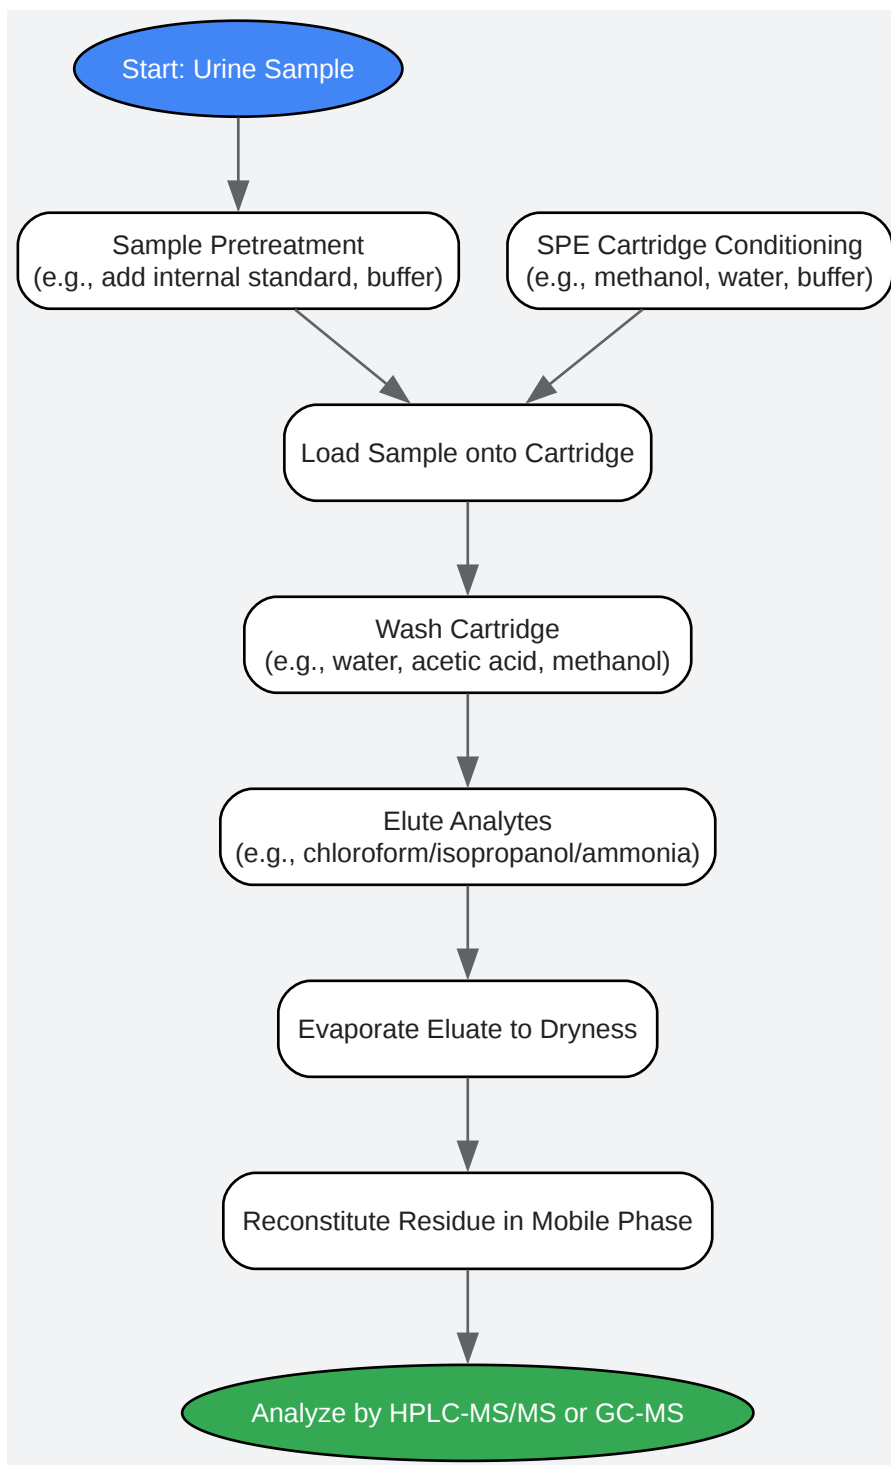 Start: Urine Sample
Sample Pretreatment
(e.g., add internal standard, buffer)
SPE Cartridge Conditioning
(e.g., methanol, water, buffer)
Load Sample onto Cartridge
Wash Cartridge
(e.g., water, acetic acid, methanol)
Elute Analytes
(e.g., chloroform/isopropanol/ammonia)
Evaporate Eluate to Dryness
Reconstitute Residue in Mobile Phase
Analyze by HPLC-MS/MS or GC-MS